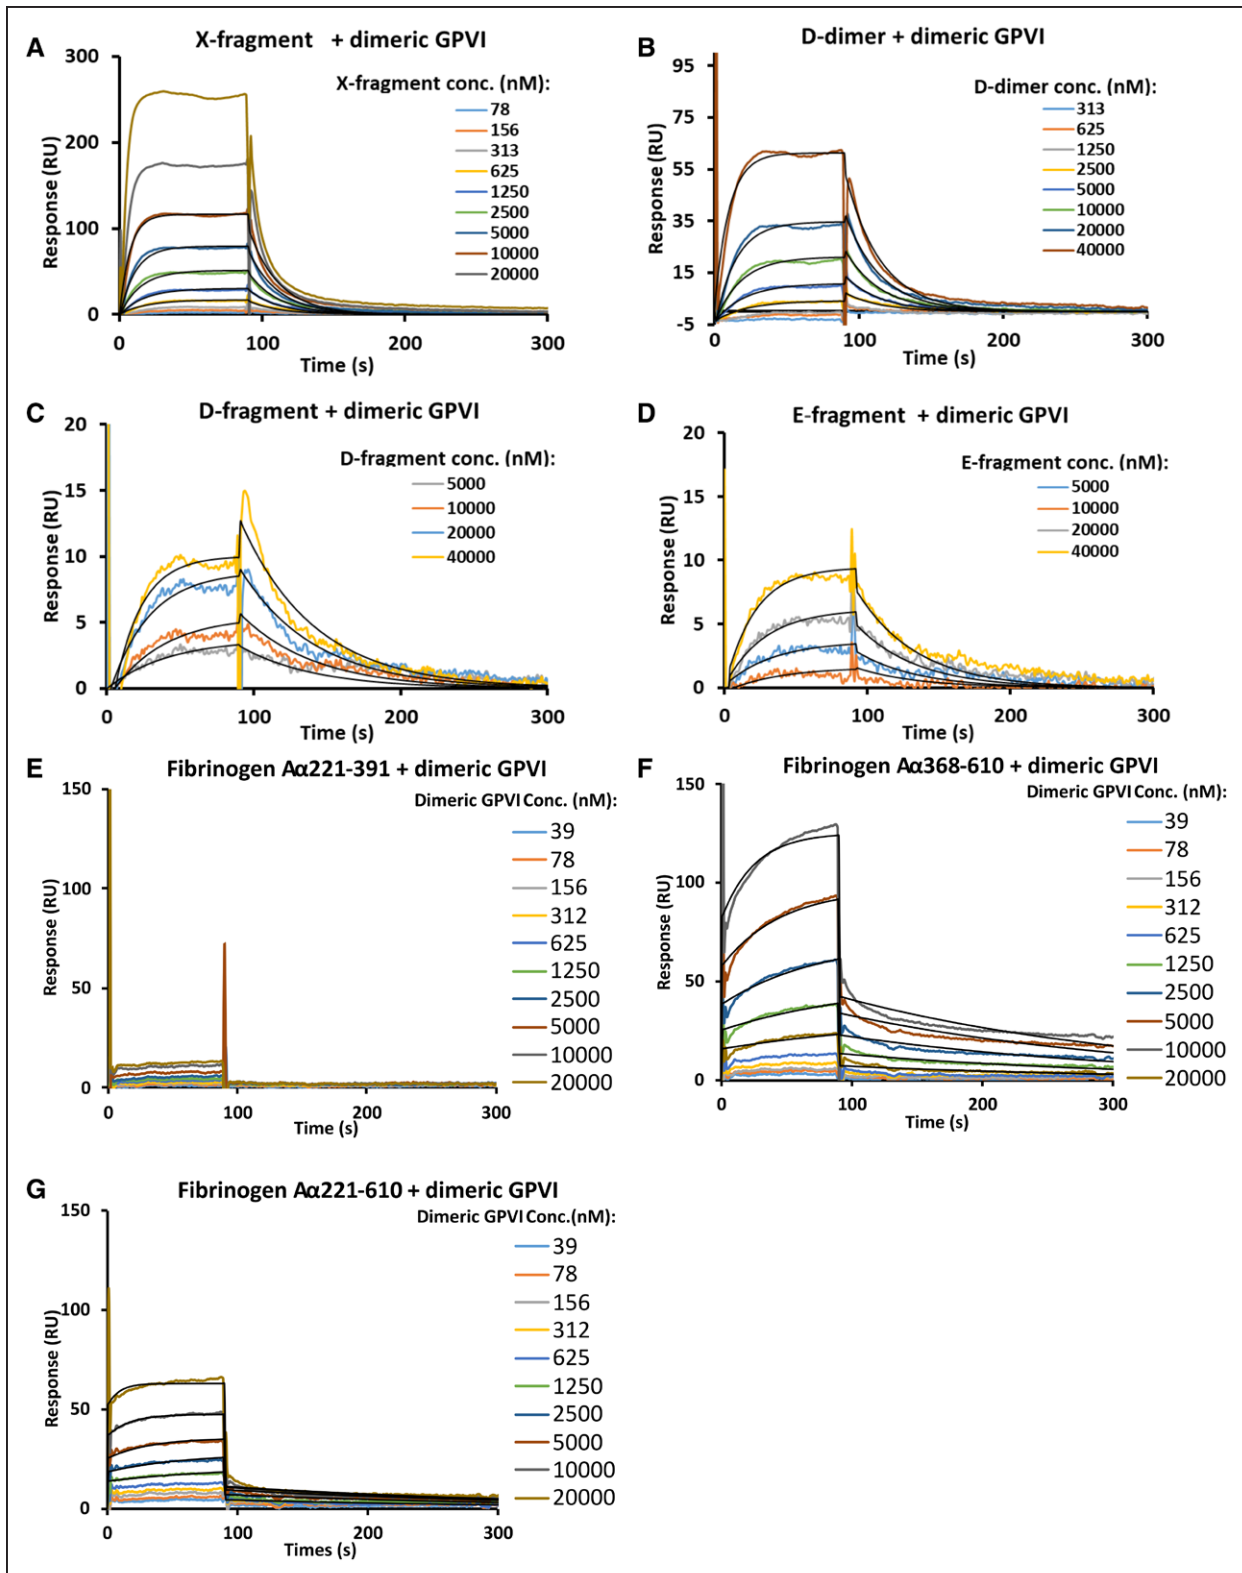 A
X-fragment + dimeric GPVI
X-fragment conc. (nM):
78
156
313
625
1250
2500
5000
10000
20000
Response (RU)
300
200
100
0
0 100 200 300
Time (s)
B
D-dimer + dimeric GPVI
D-dimer conc. (nM):
313
625
1250
2500
5000
10000
20000
40000
Response (RU)
95
75
55
35
15
-5
0 100 200 300
Time (s)
C
D-fragment + dimeric GPVI
D-fragment conc. (nM):
5000
10000
20000
40000
Response (RU)
20
15
10
5
0
0 100 200 300
Time (s)
D
E-fragment + dimeric GPVI
E-fragment conc. (nM):
5000
10000
20000
40000
Response (RU)
20
15
10
5
0
0 100 200 300
Time (s)
E
Fibrinogen Aα221-391 + dimeric GPVI
Dimeric GPVI Conc. (nM):
39
78
156
312
625
1250
2500
5000
10000
20000
Response (RU)
150
100
50
0
0 100 200 300
Time (s)
F
Fibrinogen Aα368-610 + dimeric GPVI
Dimeric GPVI Conc. (nM):
39
78
156
312
625
1250
2500
5000
10000
20000
Response (RU)
150
100
50
0
0 100 200 300
Time (s)
G
Fibrinogen Aα221-610 + dimeric GPVI
Dimeric GPVI Conc.(nM):
39
78
156
312
625
1250
2500
5000
10000
20000
Response (RU)
150
100
50
0
0 100 200 300
Times (s)